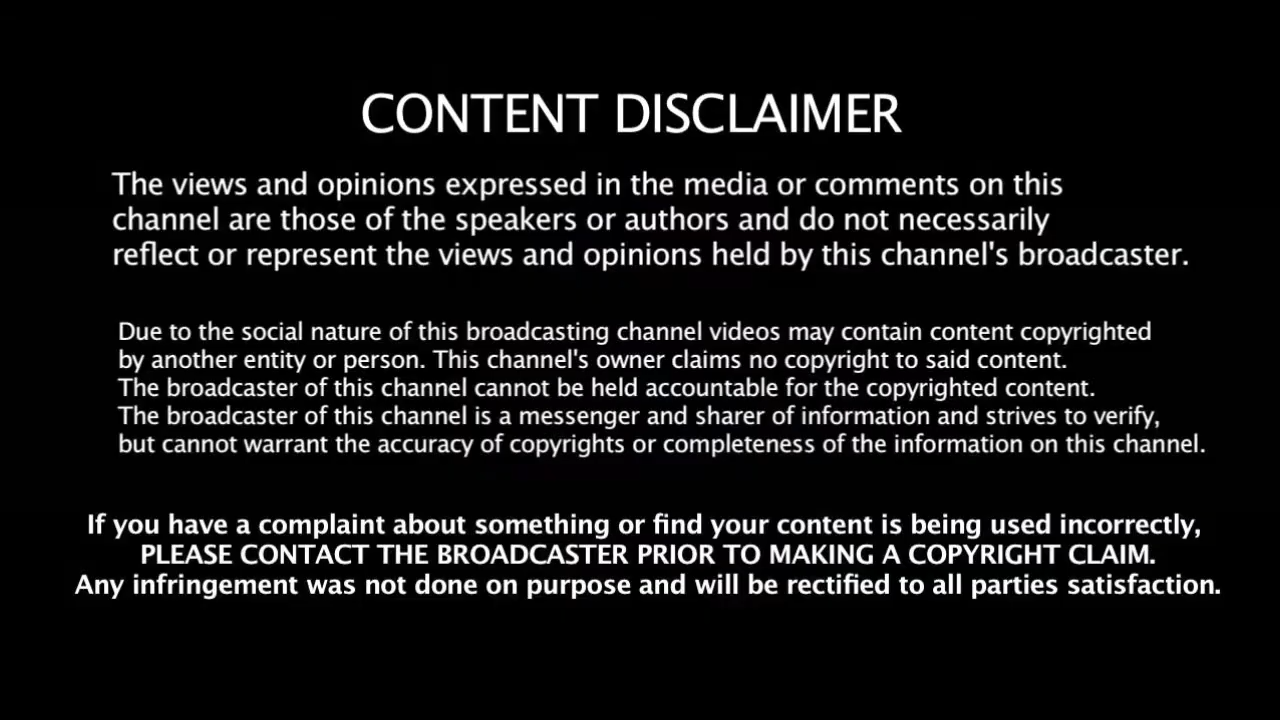 CONTENT DISCLAIMER
The views and opinions expressed in the media or comments on this
channel are those of the speakers or authors and do not necessarily
reflect or represent the views and opinions held by this channel's broadcaster.
Due to the social nature of this broadcasting channel videos may contain content copyrighted
by another entity or person. This channel's owner claims no copyright to said content.
The broadcaster of this channel cannot be held accountable for the copyrighted content.
The broadcaster of this channel is a messenger and sharer of information and strives to verify,
but cannot warrant the accuracy of copyrights or completeness of the information on this channel.
If you have a complaint about something or find your content is being used incorrectly,
PLEASE CONTACT THE BROADCASTER PRIOR TO MAKING A COPYRIGHT CLAIM.
Any infringement was not done on purpose and will be rectified to all parties satisfaction.